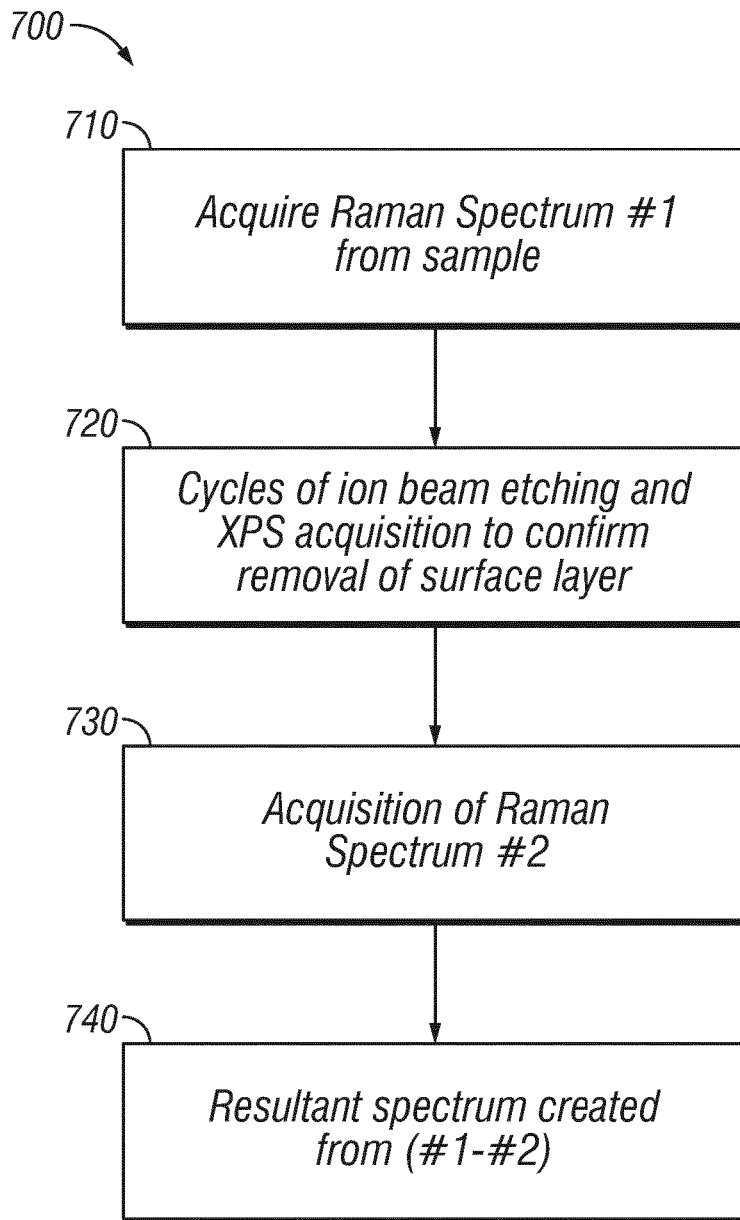 700
710
Acquire Raman Spectrum #1
from sample
720
Cycles of ion beam etching and
XPS acquisition to confirm
removal of surface layer
730
Acquisition of Raman
Spectrum #2
740
Resultant spectrum created
from (#1-#2)